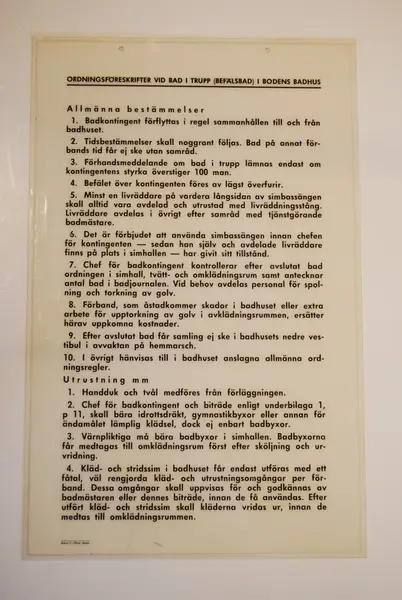 ORDNINGSFÖRESKRIFTER VID BAD I TRUPP (BEFÄLSBAD) I BODENS BADHUS
Allmänna bestämmelser
1. Badkontingent förflyttas i regel sammanhållen till och från
badhuset.
2. Tidsbestämmelser skall noggrant följas. Bad på annat för-
bands tid får ej ske utan samråd.
3. Förhandsmeddelande om bad i trupp lämnas endast om
kontingentens styrka överstiger 100 man.
4. Befälet över kontingenten föres av lägst överfurir.
5. Minst en livräddare på vardera långsidan av simbassängen
skall alltid vara avdelad och utrustad med livräddningsstång.
Livräddare avdelas i övrigt efter samråd med tjänstgörande
badmästare.
6. Det är förbjudet att använda simbassängen innan chefen
för kontingenten — sedan han själv och avdelade livräddare
finns på plats i simhallen — har givit sitt tillstånd.
7. Chef för badkontingent kontrollerar efter avslutat bad
ordningen i simhall, tvätt- och omklädningsrum samt antecknar
antal bad i badjournalen. Vid behov avdelas personal för spol-
ning och torkning av golv.
8. Förband, som åstadkommer skador i badhuset eller extra
arbete för upptorkning av golv i avklädningsrummen, ersätter
härav uppkomna kostnader.
9. Efter avslutat bad får samling ej ske i badhusets nedre ves-
tibul i avvaktan på hemmarsch.
10. I övrigt hänvisas till i badhuset anslagna allmänna ord-
ningsregler.
Utrustning mm
1. Handduk och tvål medföres från förläggningen.
2. Chef för badkontingent och biträde enligt underbilaga 1,
p 11, skall bära idrottsdräkt, gymnastikbyxor eller annan för
ändamålet lämplig klädsel, dock ej enbart badbyxor.
3. Värnpliktiga må bära badbyxor i simhallen. Badbyxorna
får medtagas till omklädningsrum först efter sköljning och ur-
vridning.
4. Kläd- och stridssim i badhuset får endast utföras med ett
fåtal, väl rengjorda kläd- och utrustningsomgångar per för-
band. Dessa omgångar skall uppvisas för och godkännas av
badmästaren eller dennes biträde, innan de få användas. Efter
utfört kläd- och stridssim skall kläderna vridas ur, innan de
medtas till omklädningsrummen.